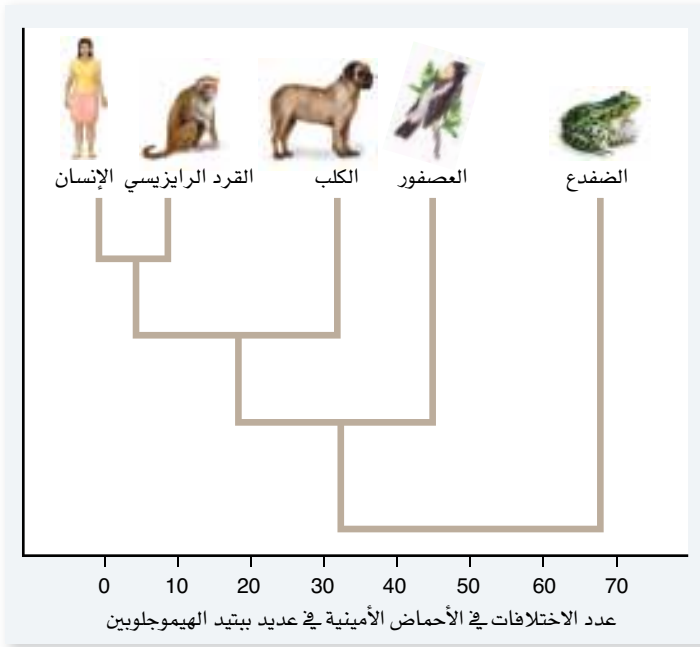 الإنسان القرد الرايزيسي الكلب العصفور الضفدع
0 10 20 30 40 50 60 70
عدد الاختلافات في الأحماض الأمينية في عديد ببتيد الهيموجلوبين